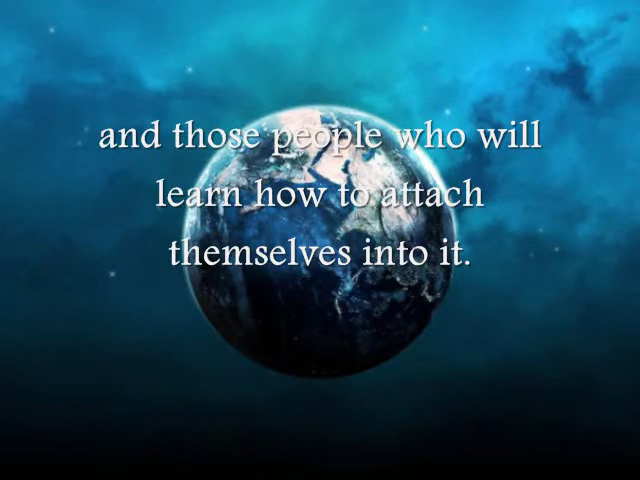 and those people who will
learn how to attach
themselves into it.